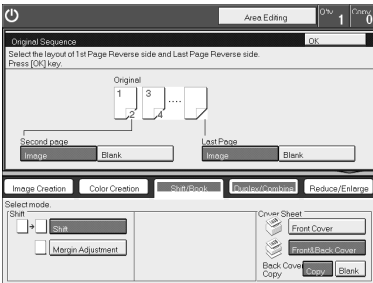 Area Editing
Q'ty 1
Copy 0
Original Sequence
OK
Select the layout of 1st Page Reverse side and Last Page Reverse side.
Press [OK] key.
Original
1 3 ....
2 4
Second page
Last Page
Image Blank
Image Blank
Image Creation
Color Creation
Shift/Book
Duplex/Combine
Reduce/Enlarge
Select mode.
Shift
Shift
Margin Adjustment
Cover Sheet
Front Cover
Front&Back Cover
Back Cover
Copy
Copy Blank